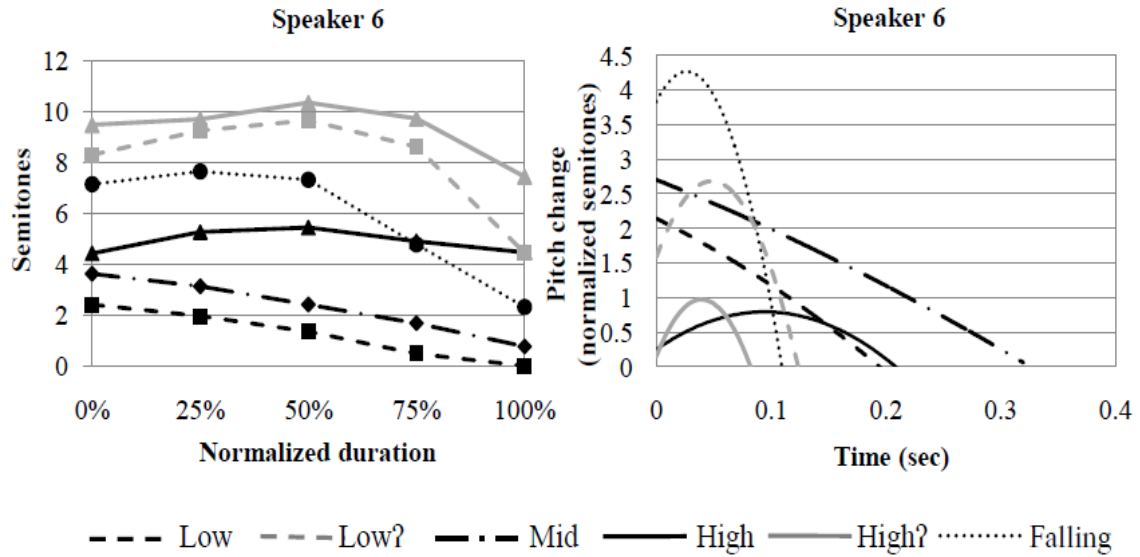 Speaker 6
12
10
8
6
4
2
0
Semitones
0% 25% 50% 75% 100%
Normalized duration
Speaker 6
4.5
4
3.5
3
2.5
2
1.5
1
0.5
0
Pitch change
(normalized semitones)
0 0.1 0.2 0.3 0.4
Time (sec)
Low Lowʔ Mid High Highʔ Falling